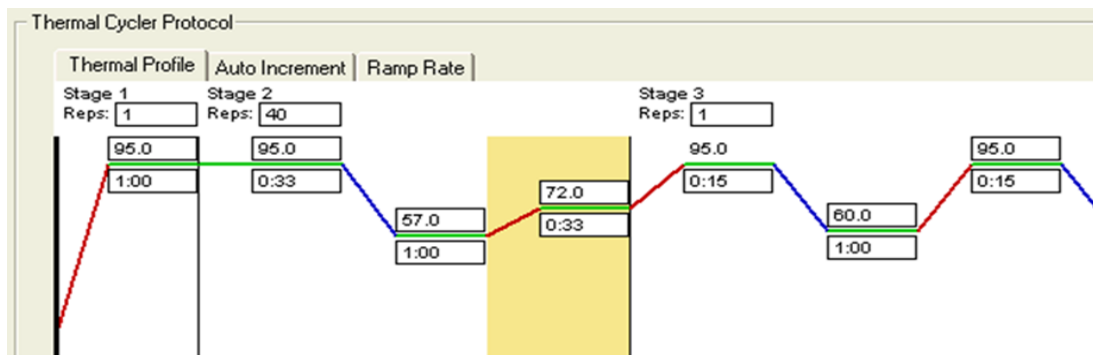 Thermal Cycler Protocol
Thermal Profile Auto Increment Ramp Rate
Stage 1 Stage 2 Stage 3
Reps: 1 Reps: 40 Reps: 1
95.0 95.0 95.0 95.0
1:00 0:33 0:15 0:15
72.0
57.0 60.0
0:33
1:00 1:00